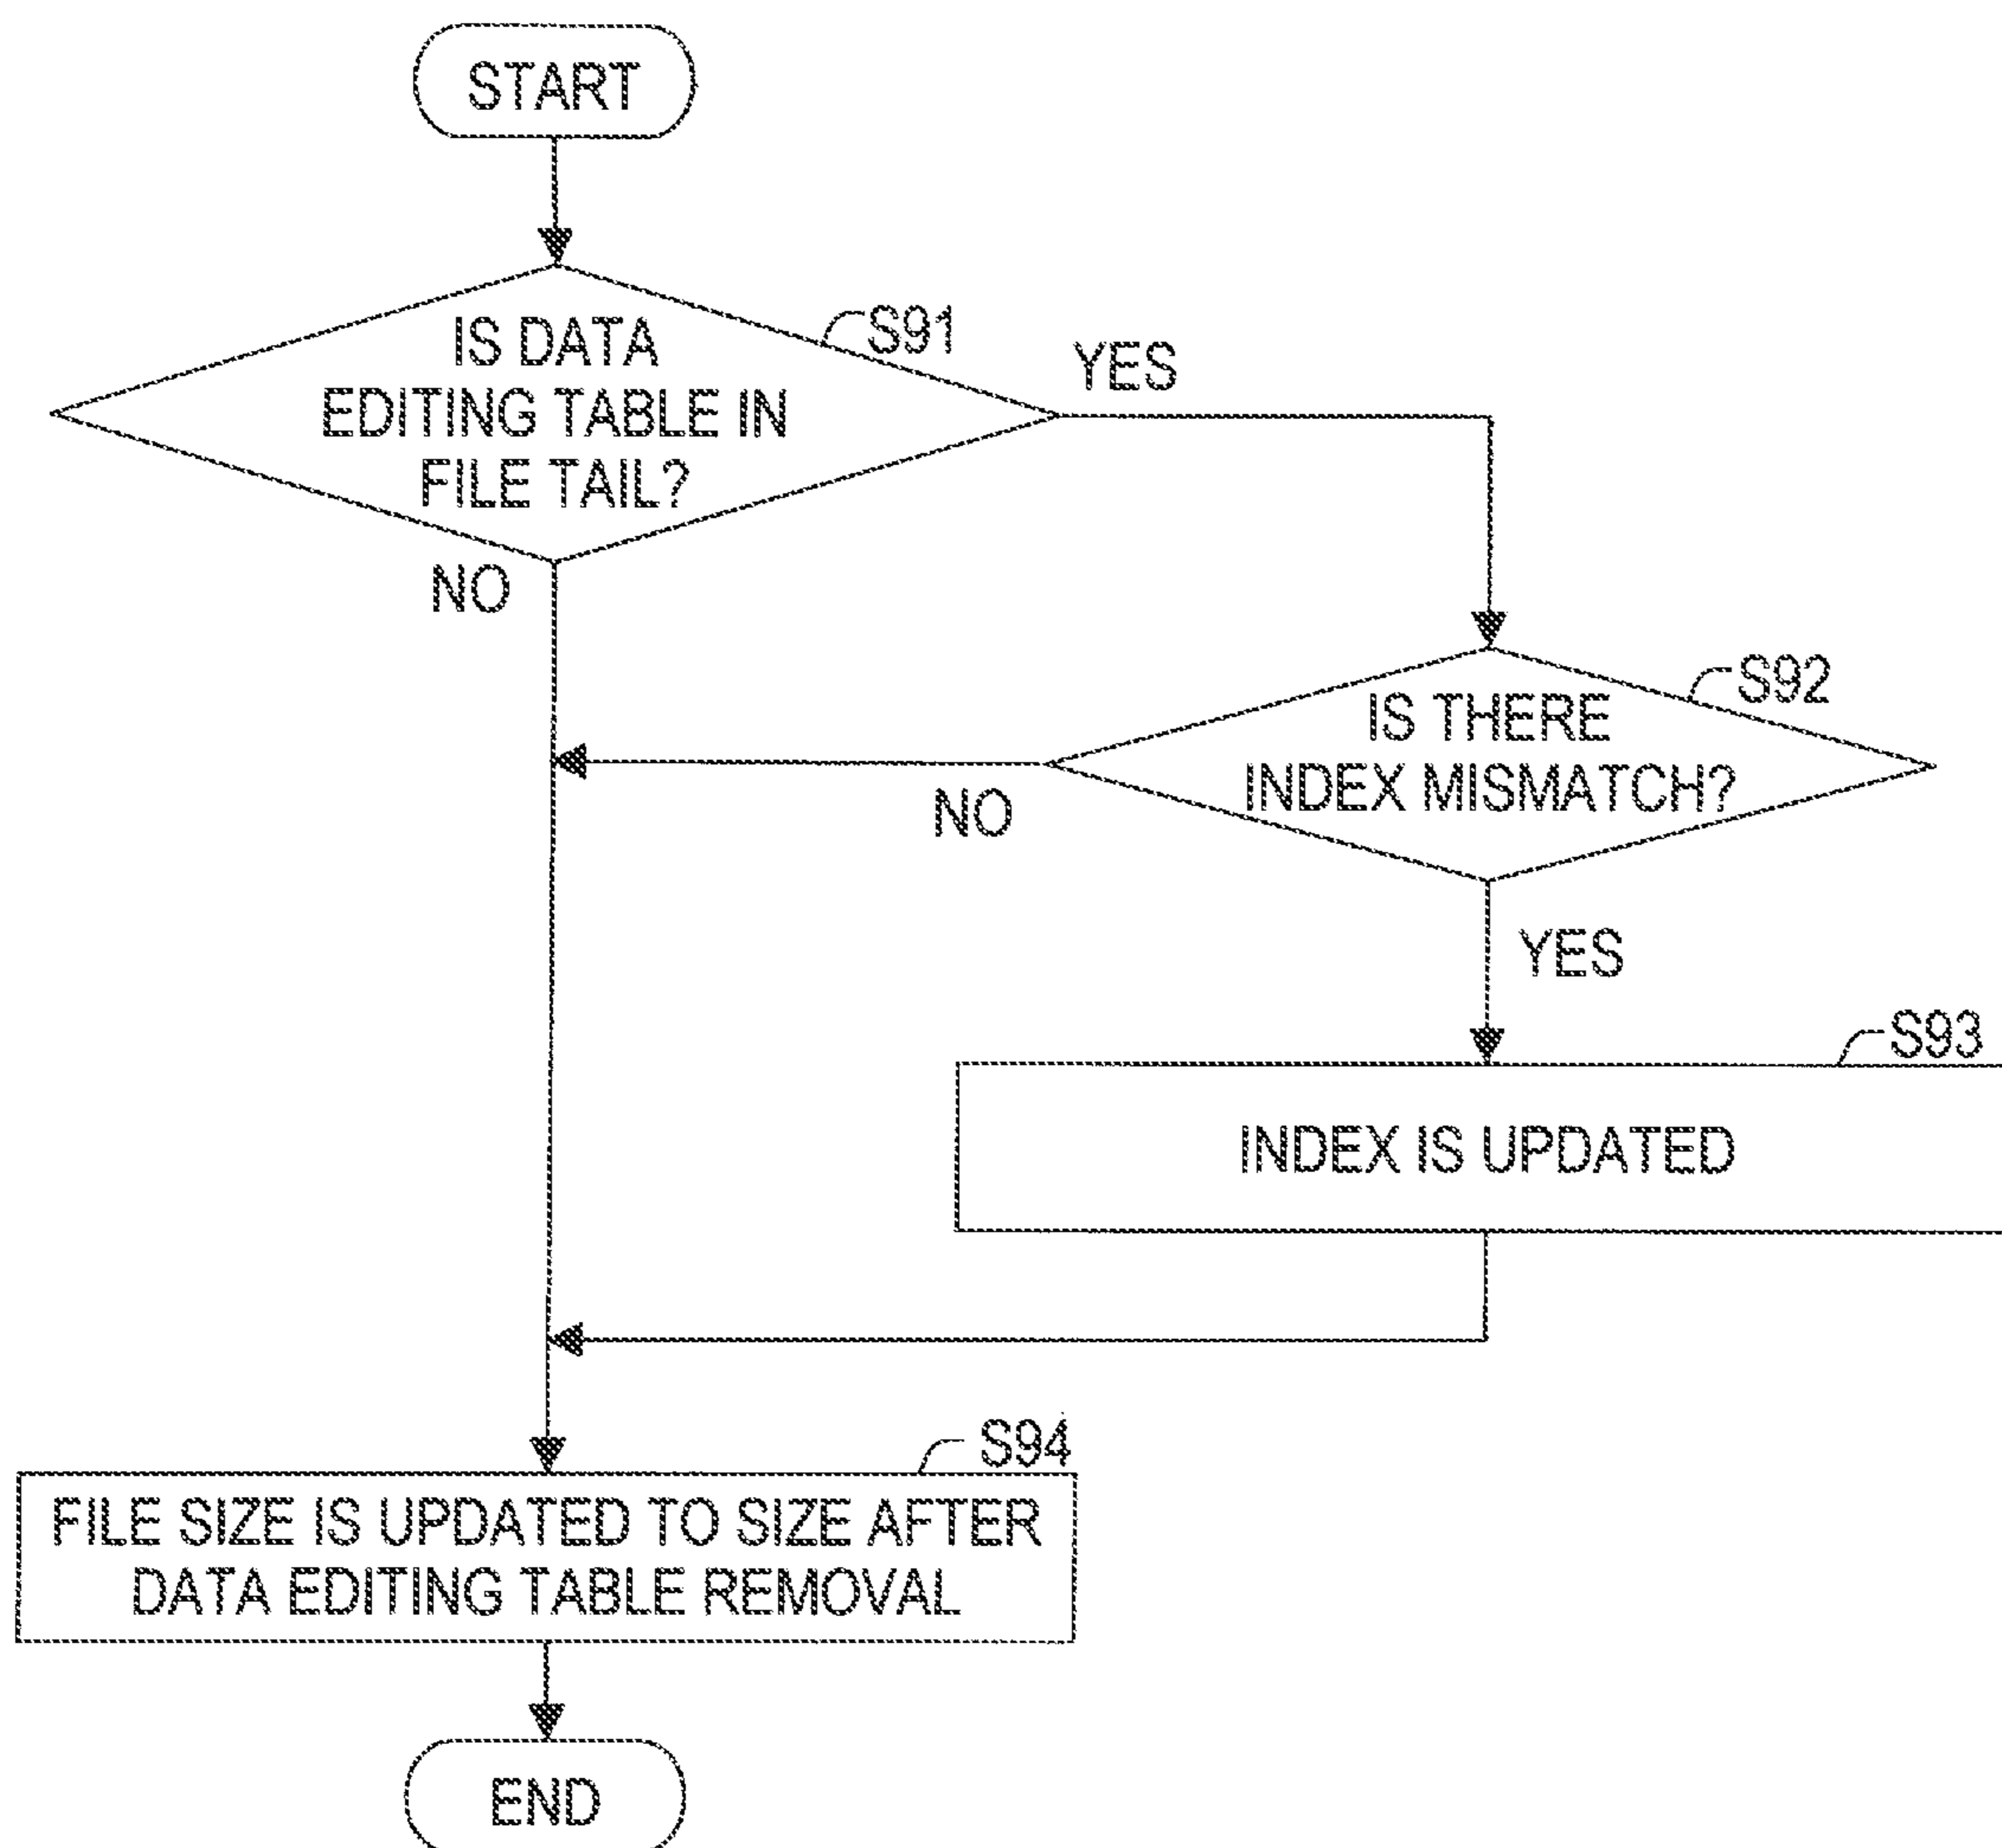 START
S91
IS DATA
EDITING TABLE IN
FILE TAIL?
YES
NO
S92
IS THERE
INDEX MISMATCH?
NO
YES
S93
INDEX IS UPDATED
S94
FILE SIZE IS UPDATED TO SIZE AFTER
DATA EDITING TABLE REMOVAL
END